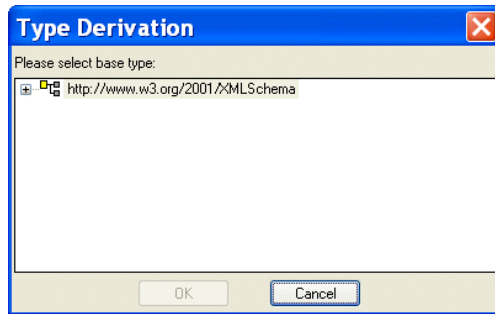 Type Derivation
Please select base type:
http://www.w3.org/2001/XMLSchema
OK
Cancel